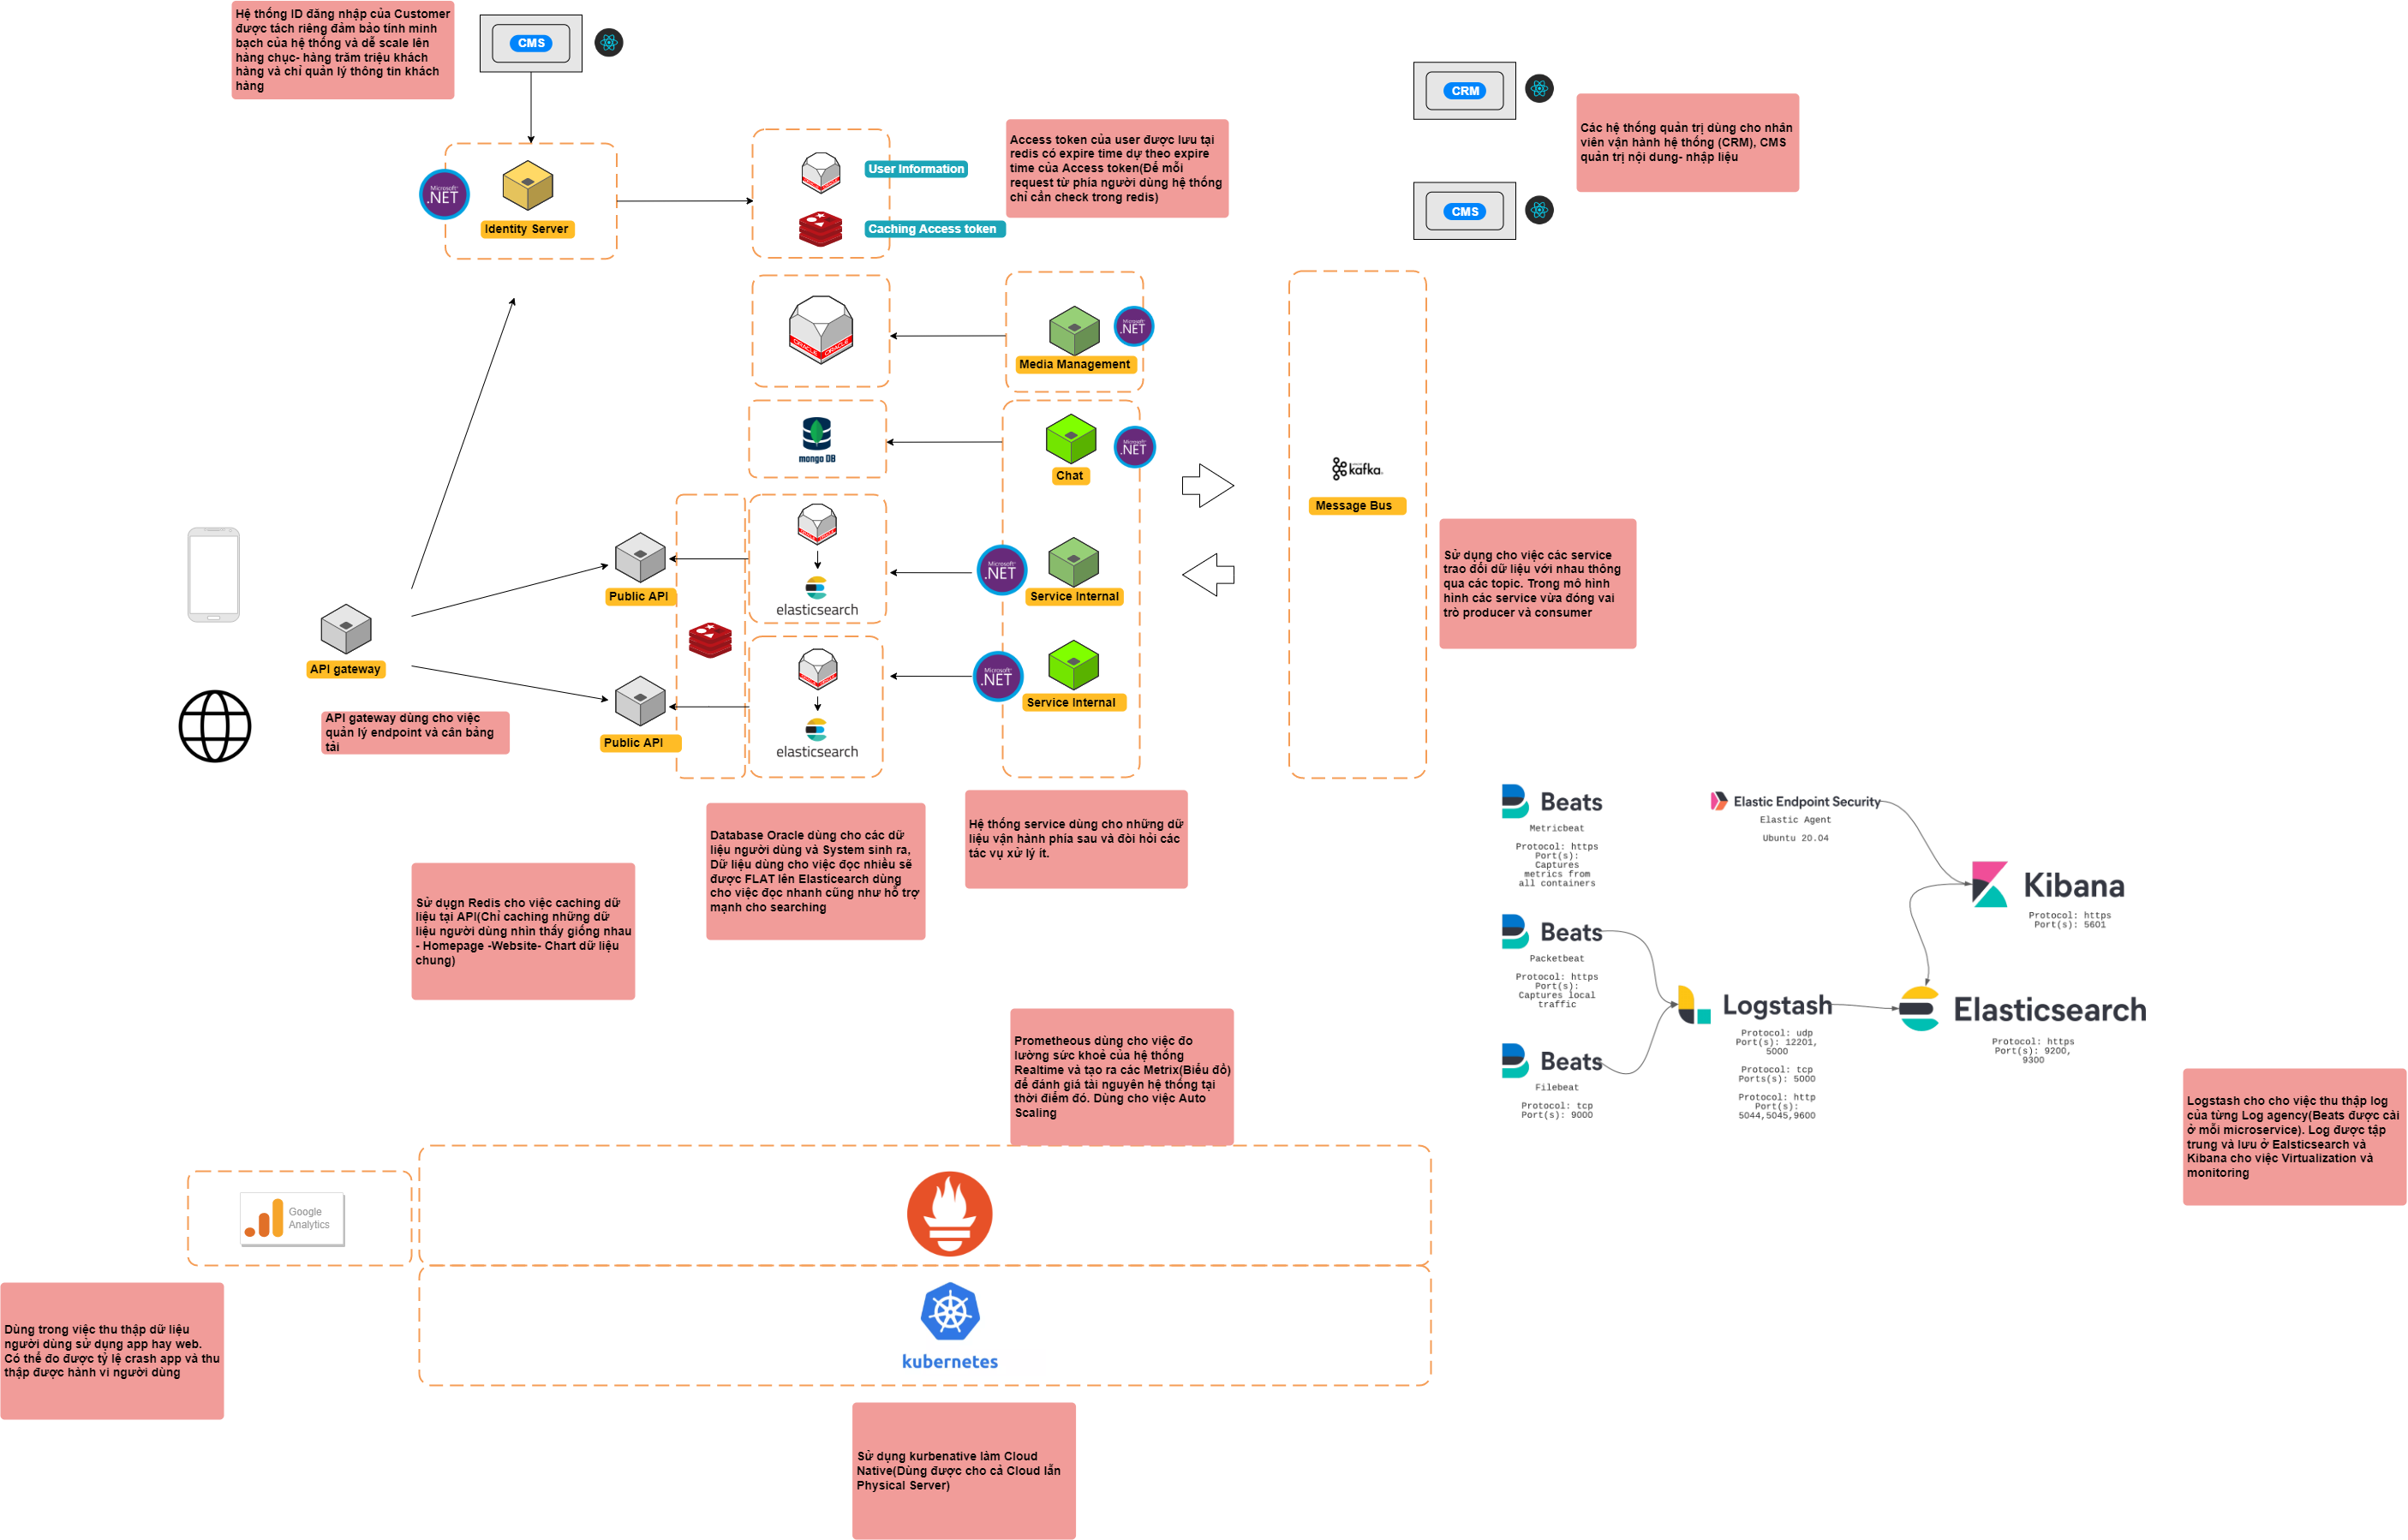 Hệ thống ID đăng nhập của Customer
được tách riêng đảm bảo tính minh
bạch của hệ thống và dễ scale lên
hàng chục- hàng trăm triệu khách
hàng và chỉ quản lý thông tin khách
hàng
CMS
CRM
Các hệ thống quản trị dùng cho nhân
viên vận hành hệ thống (CRM), CMS
quản trị nội dung- nhập liệu
CMS
Microsoft
.NET
Identity Server
User Information
Caching Access token
Access token của user được lưu tại
redis có expire time dự theo expire
time của Access token(Để mỗi
request từ phía người dùng hệ thống
chỉ cần check trong redis)
ORACLE ORACLE
Microsoft
.NET
Media Management
mongo DB
Microsoft
.NET
Chat
kafka
Message Bus
Public API
elasticsearch
Microsoft
.NET
Service Internal
Sử dụng cho việc các service
trao đổi dữ liệu với nhau thông
qua các topic. Trong mô hình
hình các service vừa đóng vai
trò producer và consumer
API gateway
Public API
elasticsearch
Microsoft
.NET
Service Internal
API gateway dùng cho việc
quản lý endpoint và cân bằng
tải
Sử dụgn Redis cho việc caching dữ
liệu tại API(Chỉ caching những dữ
liệu người dùng nhìn thấy giống nhau
- Homepage -Website- Chart dữ liệu
chung)
Database Oracle dùng cho các dữ
liệu người dùng và System sinh ra,
Dữ liệu dùng cho việc đọc nhiều sẽ
được FLAT lên Elasticearch dùng
cho việc đọc nhanh cũng như hỗ trợ
mạnh cho searching
Hệ thống service dùng cho những dữ
liệu vận hành phía sau và đòi hỏi các
tác vụ xử lý ít.
Beats
Metricbeat
Protocol: https
Port(s):
Captures
metrics from
all containers
Elastic Endpoint Security
Elastic Agent
Ubuntu 20.04
Kibana
Protocol: https
Port(s): 5601
Beats
Packetbeat
Protocol: https
Port(s):
Captures local
traffic
Logstash
Protocol: udp
Port(s): 12201,
5000
Protocol: tcp
Ports(s): 5000
Protocol: http
Port(s):
5044,5045,9600
Elasticsearch
Protocol: https
Port(s): 9200,
9300
Beats
Filebeat
Protocol: tcp
Port(s): 9000
Logstash cho cho việc thu thập log
của từng Log agency(Beats được cài
ở mỗi microservice). Log được tập
trung và lưu ở Ealsticsearch và
Kibana cho việc Virtualization và
monitoring
Prometheous dùng cho việc đo
lường sức khoẻ của hệ thống
Realtime và tạo ra các Metrix(Biểu đồ)
để đánh giá tài nguyên hệ thống tại
thời điểm đó. Dùng cho việc Auto
Scaling
Google
Analytics
kubernetes
Dùng trong việc thu thập dữ liệu
người dùng sử dụng app hay web.
Có thể đo được tỷ lệ crash app và thu
thập được hành vi người dùng
Sử dụng kurbenative làm Cloud
Native(Dùng được cho cả Cloud lẫn
Physical Server)